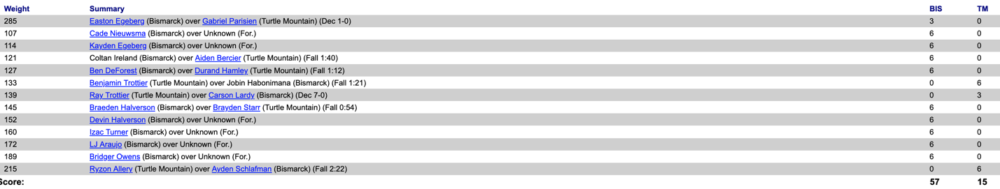 Weight Summary BIS TM
285 Easton Egeberg (Bismarck) over Gabriel Parisien (Turtle Mountain) (Dec 1-0) 3 0
107 Cade Nieuwsma (Bismarck) over Unknown (For.) 6 0
114 Kayden Egeberg (Bismarck) over Unknown (For.) 6 0
121 Coltan Ireland (Bismarck) over Aiden Bercier (Turtle Mountain) (Fall 1:40) 6 0
127 Ben DeForest (Bismarck) over Durand Hamley (Turtle Mountain) (Fall 1:12) 6 0
133 Benjamin Trottier (Turtle Mountain) over Jobin Habonimana (Bismarck) (Fall 1:21) 0 6
139 Ray Trottier (Turtle Mountain) over Carson Lardy (Bismarck) (Dec 7-0) 0 3
145 Braeden Halverson (Bismarck) over Brayden Starr (Turtle Mountain) (Fall 0:54) 6 0
152 Devin Halverson (Bismarck) over Unknown (For.) 6 0
160 Izac Turner (Bismarck) over Unknown (For.) 6 0
172 LJ Araujo (Bismarck) over Unknown (For.) 6 0
189 Bridger Owens (Bismarck) over Unknown (For.) 6 0
215 Ryzon Allery (Turtle Mountain) over Ayden Schlafman (Bismarck) (Fall 2:22) 0 6
Score: 57 15